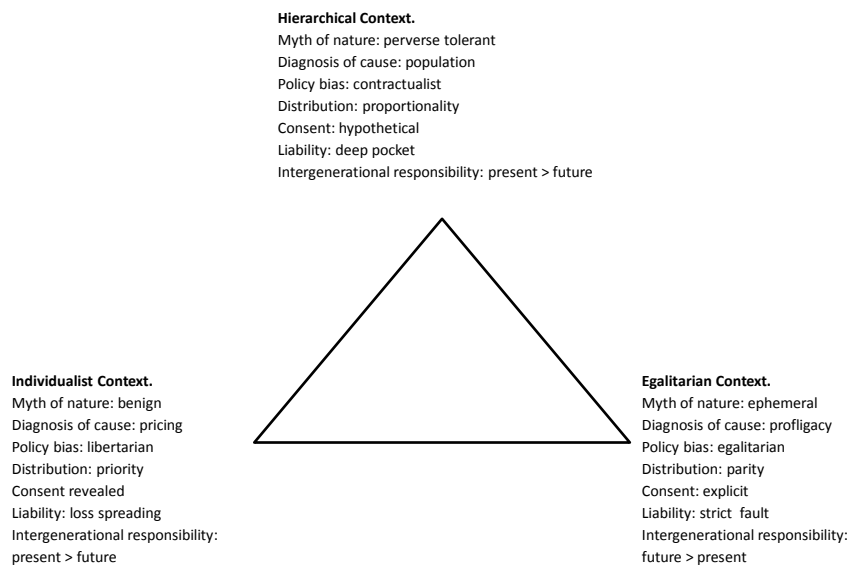 Hierarchical Context.
Myth of nature: perverse tolerant
Diagnosis of cause: population
Policy bias: contractualist
Distribution: proportionality
Consent: hypothetical
Liability: deep pocket
Intergenerational responsibility: present > future
Individualist Context.
Myth of nature: benign
Diagnosis of cause: pricing
Policy bias: libertarian
Distribution: priority
Consent revealed
Liability: loss spreading
Intergenerational responsibility:
present > future
Egalitarian Context.
Myth of nature: ephemeral
Diagnosis of cause: profligacy
Policy bias: egalitarian
Distribution: parity
Consent: explicit
Liability: strict fault
Intergenerational responsibility:
future > present